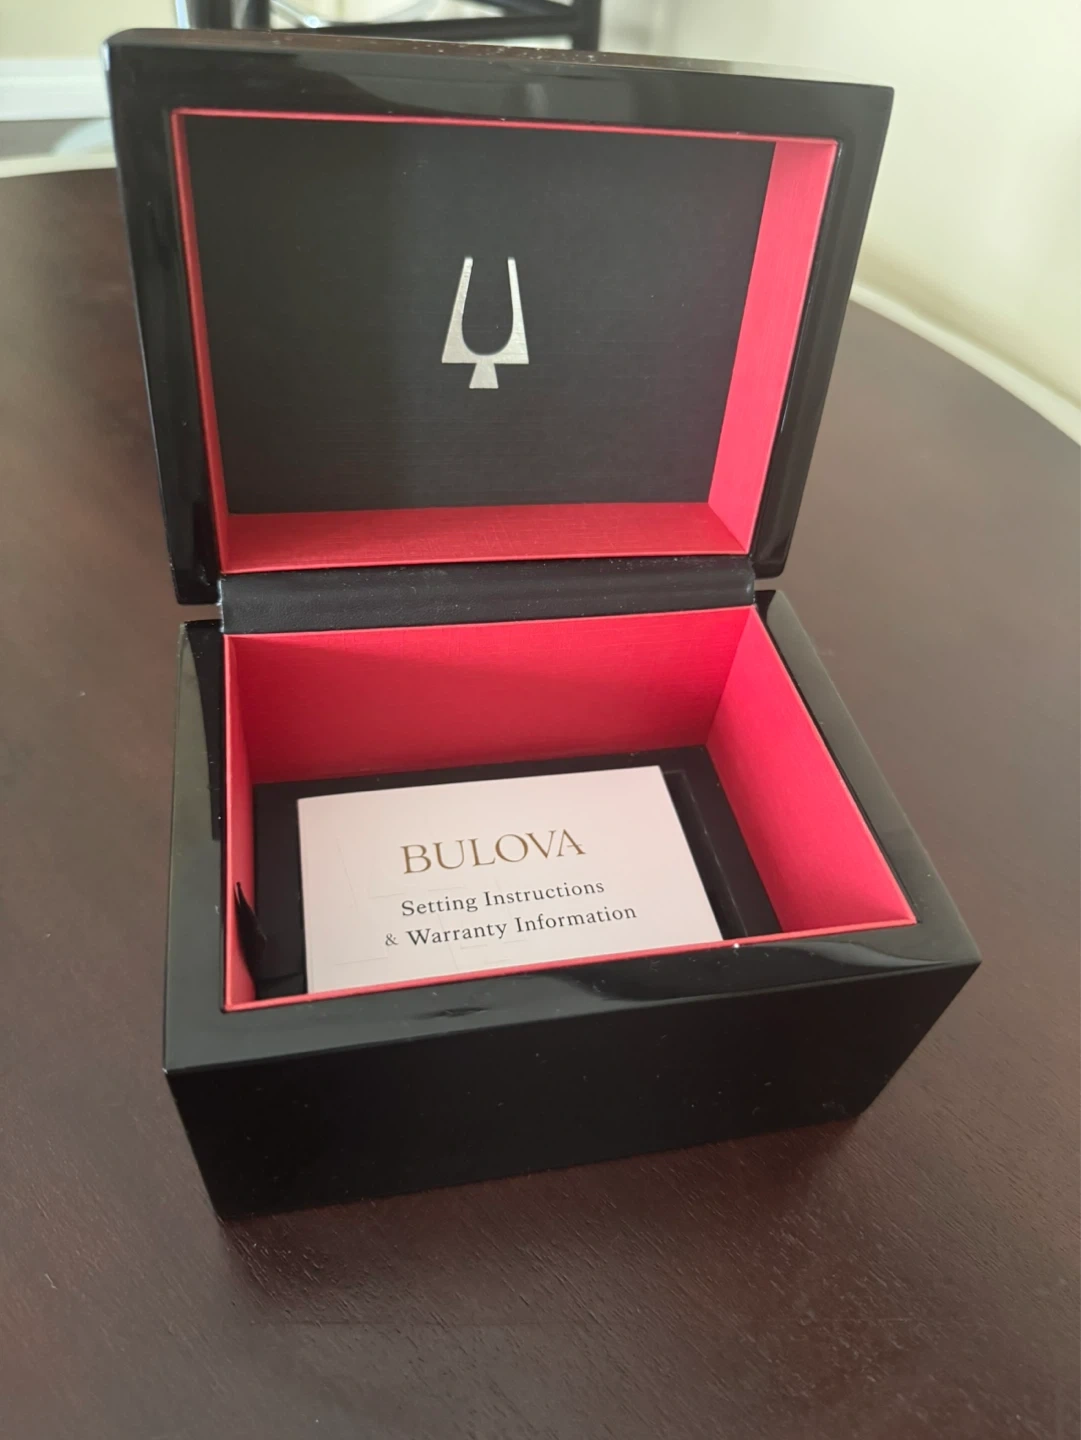 BULOVA
Setting Instructions
& Warranty Information